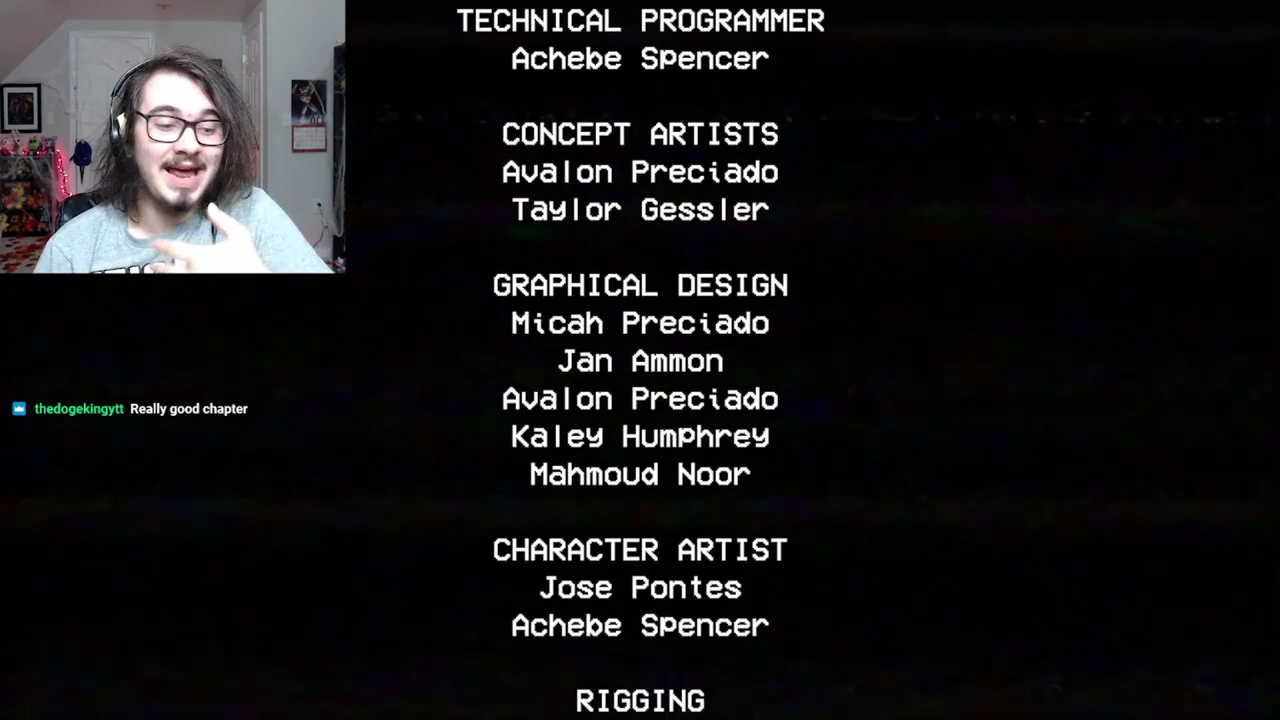 TECHNICAL PROGRAMMER
Achebe Spencer
CONCEPT ARTISTS
Avalon Preciado
Taylor Gessler
GRAPHICAL DESIGN
Micah Preciado
Jan Ammon
Avalon Preciado
Kaley Humphrey
Mahmoud Noor
thedogekingytt Really good chapter
CHARACTER ARTIST
Jose Pontes
Achebe Spencer
RIGGING